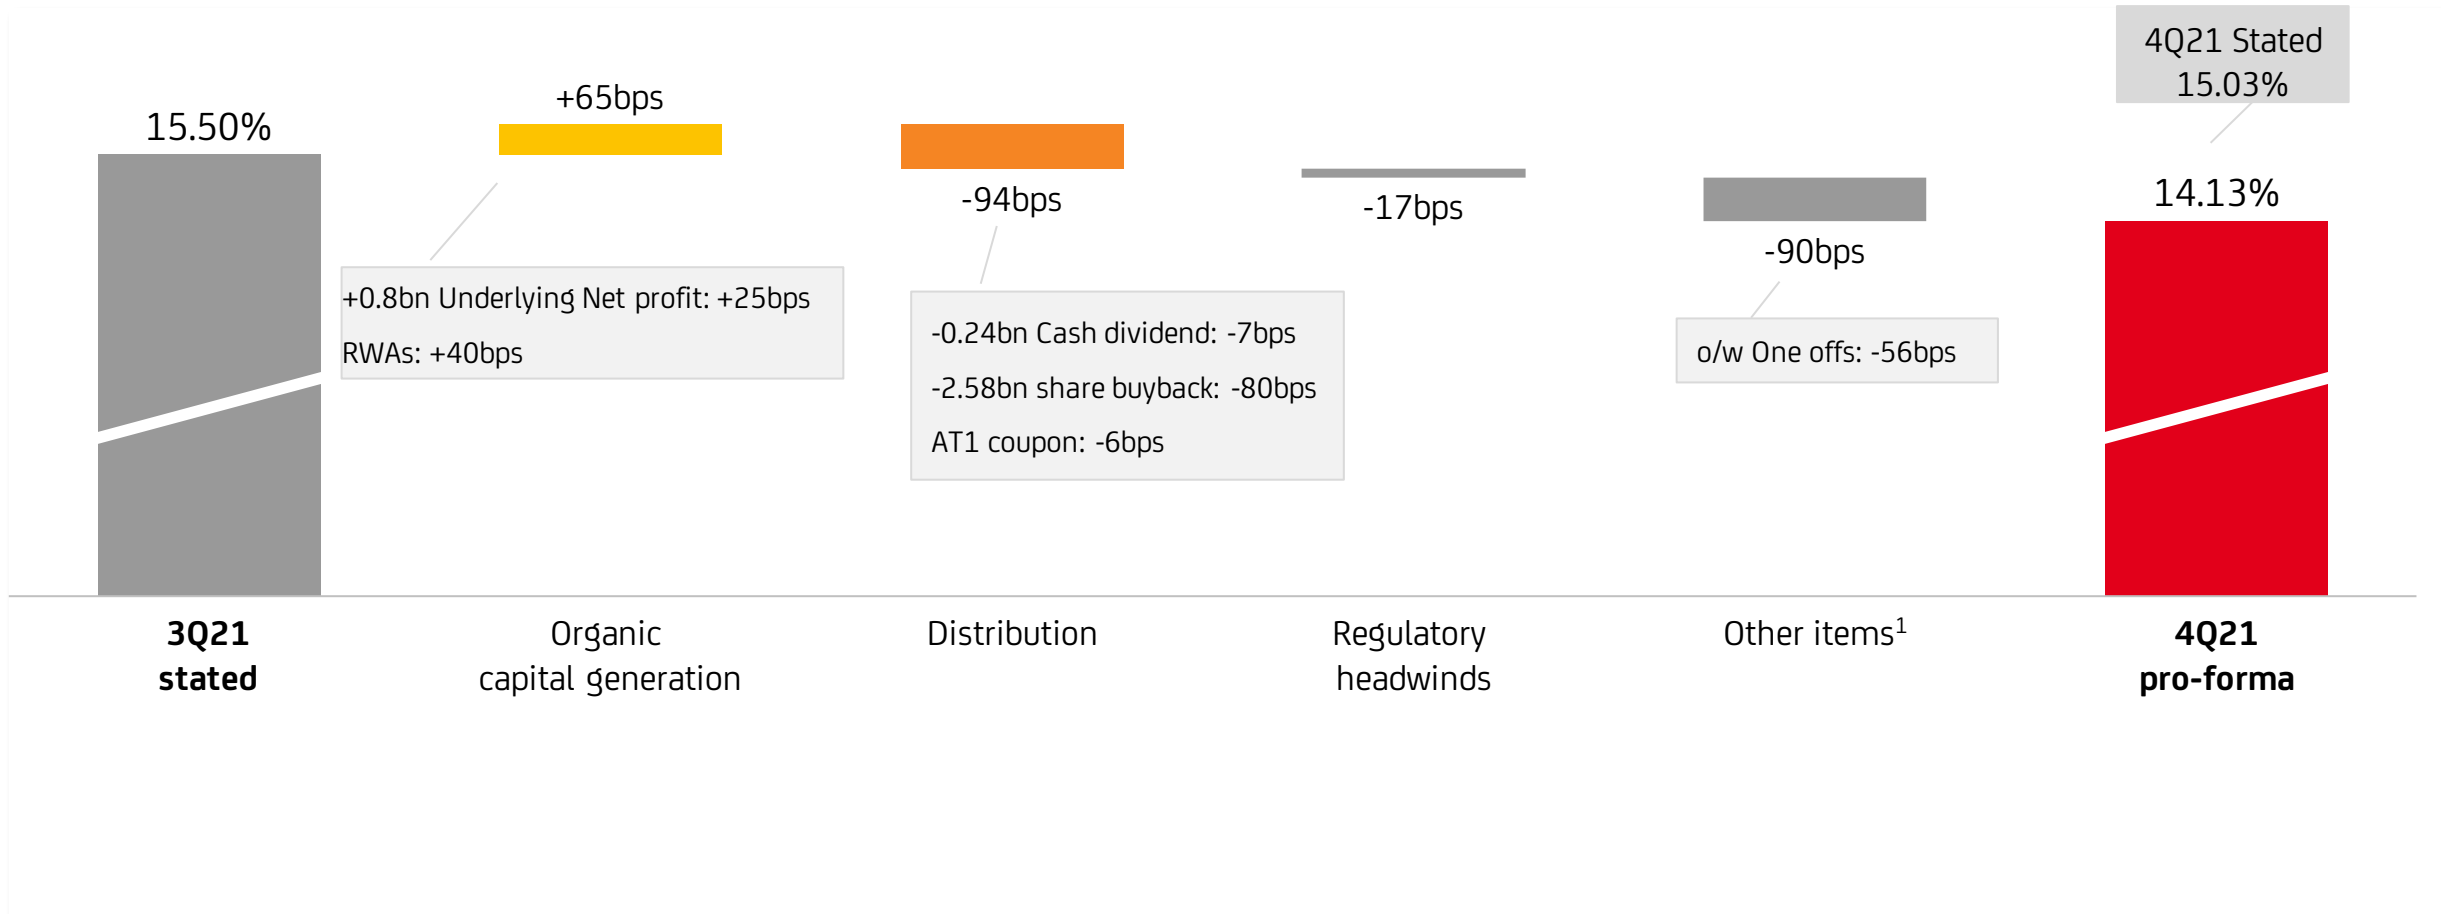 4Q21 Stated
15.03%
15.50%
+65bps
-94bps
-17bps
-90bps
14.13%
+0.8bn Underlying Net profit: +25bps
RWAs: +40bps
-0.24bn Cash dividend: -7bps
-2.58bn share buyback: -80bps
AT1 coupon: -6bps
o/w One offs: -56bps
3Q21
stated
Organic
capital generation
Distribution
Regulatory
headwinds
Other items¹
4Q21
pro-forma